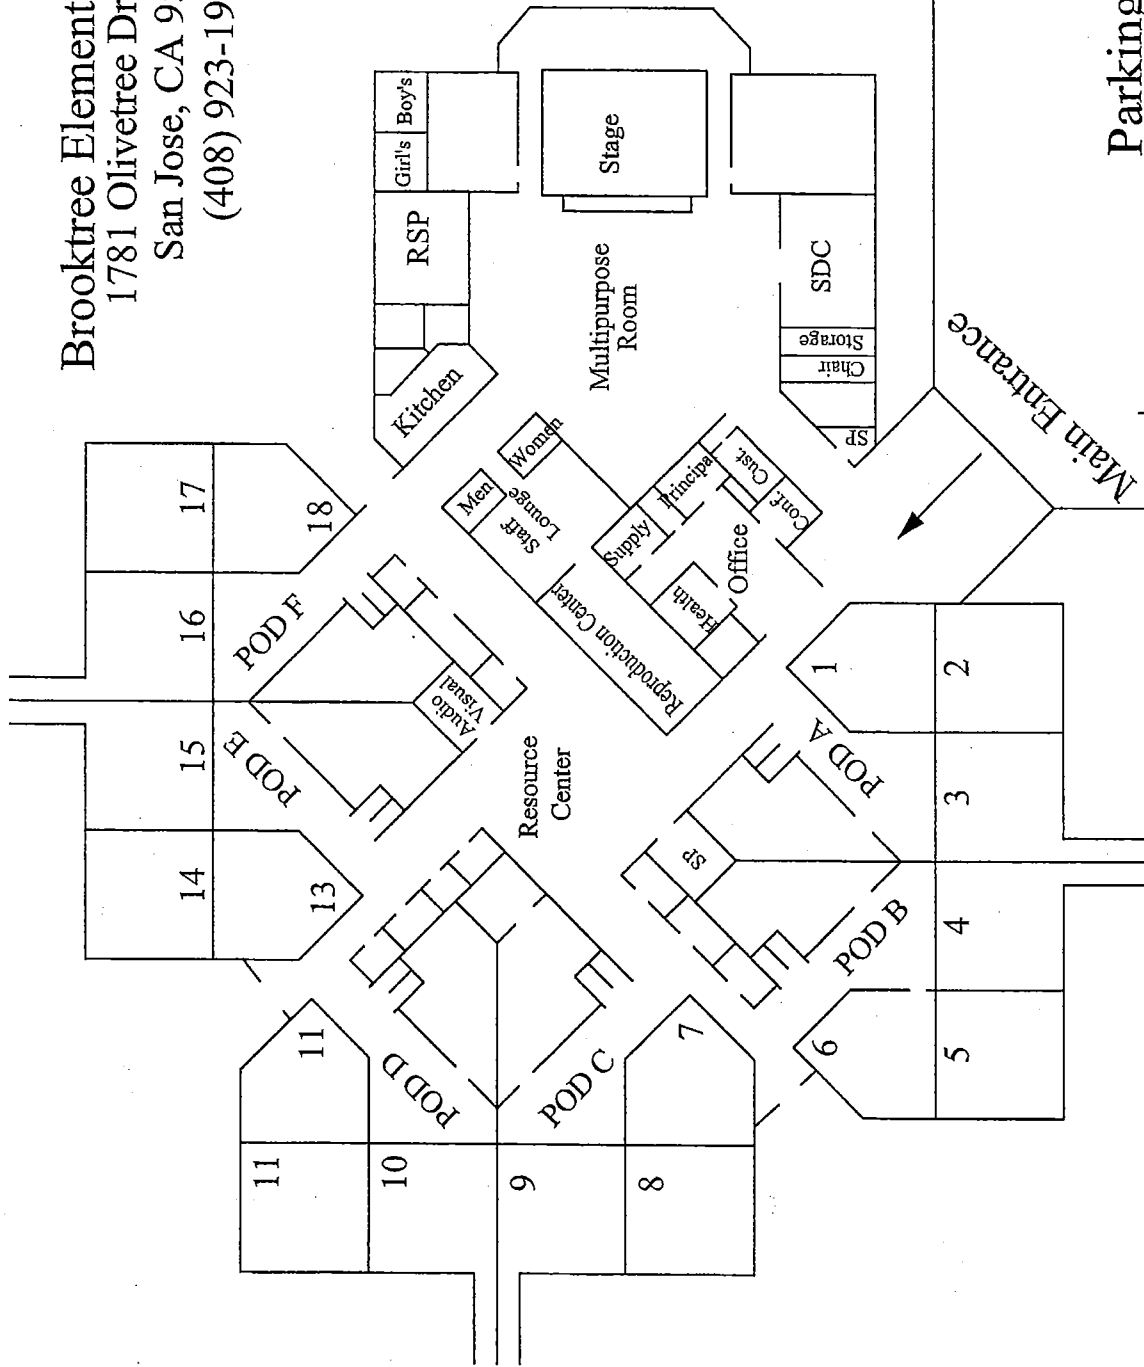 Brooktree Element
1781 Olivetree Dr
San Jose, CA 9
(408) 923-19
Parking
Main Entrance
Boy's
Girl's
RSP
Kitchen
Stage
Multipurpose
Room
SDC
Storage
Chair
SP
Women
Men
Staff
Lounge
Principal
Cust.
Conf.
Supply
Office
Health
Reproduction Center
Resource
Center
Audio
Visual
SP
POD A
1
2
3
POD B
4
5
6
POD C
7
8
9
POD D
10
11
11
POD E
13
14
15
POD F
16
17
18